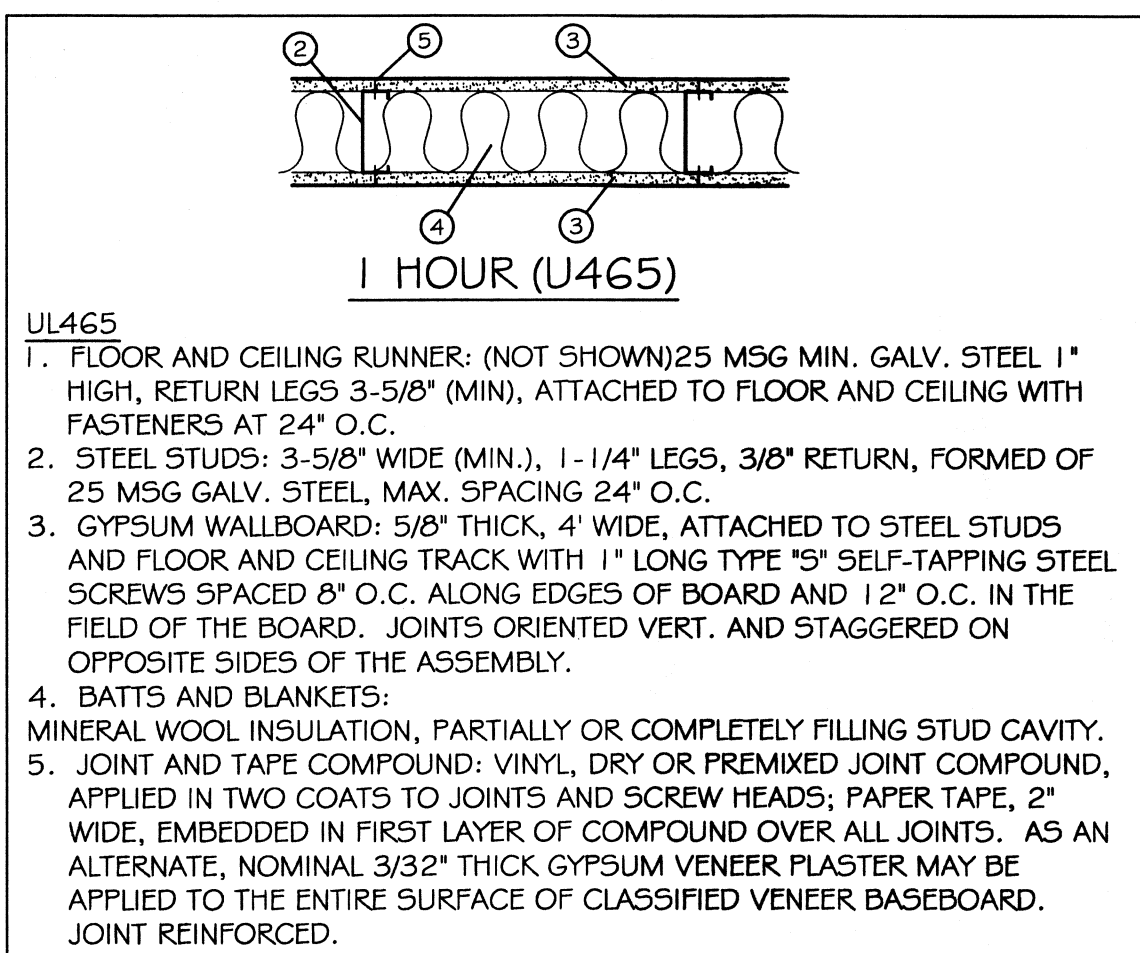 2 5 3
4 3
1 HOUR (U465)
UL465
1. FLOOR AND CEILING RUNNER: (NOT SHOWN)25 MSG MIN. GALV. STEEL 1"
HIGH, RETURN LEGS 3-5/8" (MIN), ATTACHED TO FLOOR AND CEILING WITH
FASTENERS AT 24" O.C.
2. STEEL STUDS: 3-5/8" WIDE (MIN.), 1-1/4" LEGS, 3/8" RETURN, FORMED OF
25 MSG GALV. STEEL, MAX. SPACING 24" O.C.
3. GYPSUM WALLBOARD: 5/8" THICK, 4' WIDE, ATTACHED TO STEEL STUDS
AND FLOOR AND CEILING TRACK WITH 1" LONG TYPE "S" SELF-TAPPING STEEL
SCREWS SPACED 8" O.C. ALONG EDGES OF BOARD AND 12" O.C. IN THE
FIELD OF THE BOARD. JOINTS ORIENTED VERT. AND STAGGERED ON
OPPOSITE SIDES OF THE ASSEMBLY.
4. BATTS AND BLANKETS:
MINERAL WOOL INSULATION, PARTIALLY OR COMPLETELY FILLING STUD CAVITY.
5. JOINT AND TAPE COMPOUND: VINYL, DRY OR PREMIXED JOINT COMPOUND,
APPLIED IN TWO COATS TO JOINTS AND SCREW HEADS; PAPER TAPE, 2"
WIDE, EMBEDDED IN FIRST LAYER OF COMPOUND OVER ALL JOINTS. AS AN
ALTERNATE, NOMINAL 3/32" THICK GYPSUM VENEER PLASTER MAY BE
APPLIED TO THE ENTIRE SURFACE OF CLASSIFIED VENEER BASEBOARD.
JOINT REINFORCED.